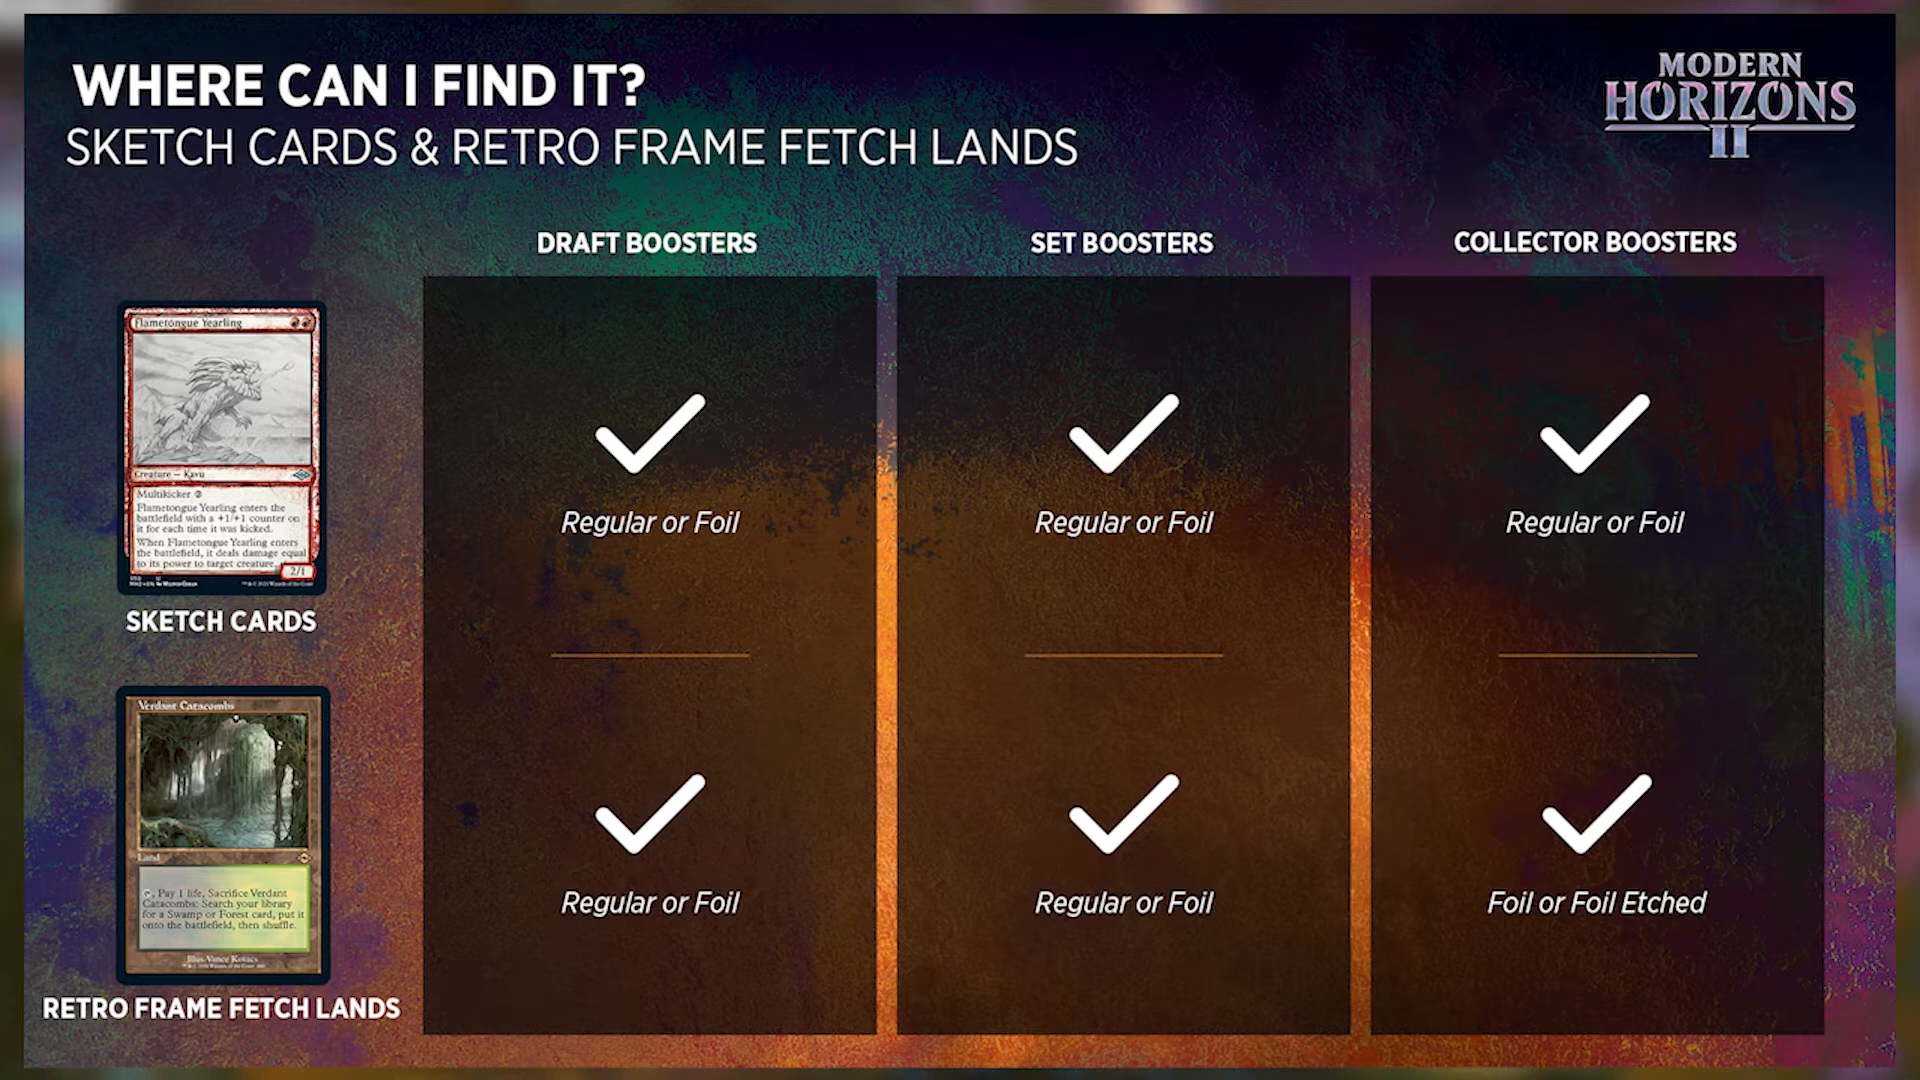 WHERE CAN I FIND IT?
SKETCH CARDS & RETRO FRAME FETCH LANDS
MODERN
HORIZONS
II
DRAFT BOOSTERS
SET BOOSTERS
COLLECTOR BOOSTERS
Flametongue Yearling
Creature — Kavu
Multikicker 2
Flametongue Yearling enters the
battlefield with a +1/+1 counter on
it for each time it was kicked.
When Flametongue Yearling enters
the battlefield, it deals damage equal
to its power to target creature.
2/1
SKETCH CARDS
Regular or Foil
Regular or Foil
Regular or Foil
Verdant Catacombs
Land
, Pay 1 life, Sacrifice Verdant
Catacombs: Search your library
for a Swamp or Forest card, put it
onto the battlefield, then shuffle.
Illus. Vance Kovacs
RETRO FRAME FETCH LANDS
Regular or Foil
Regular or Foil
Foil or Foil Etched